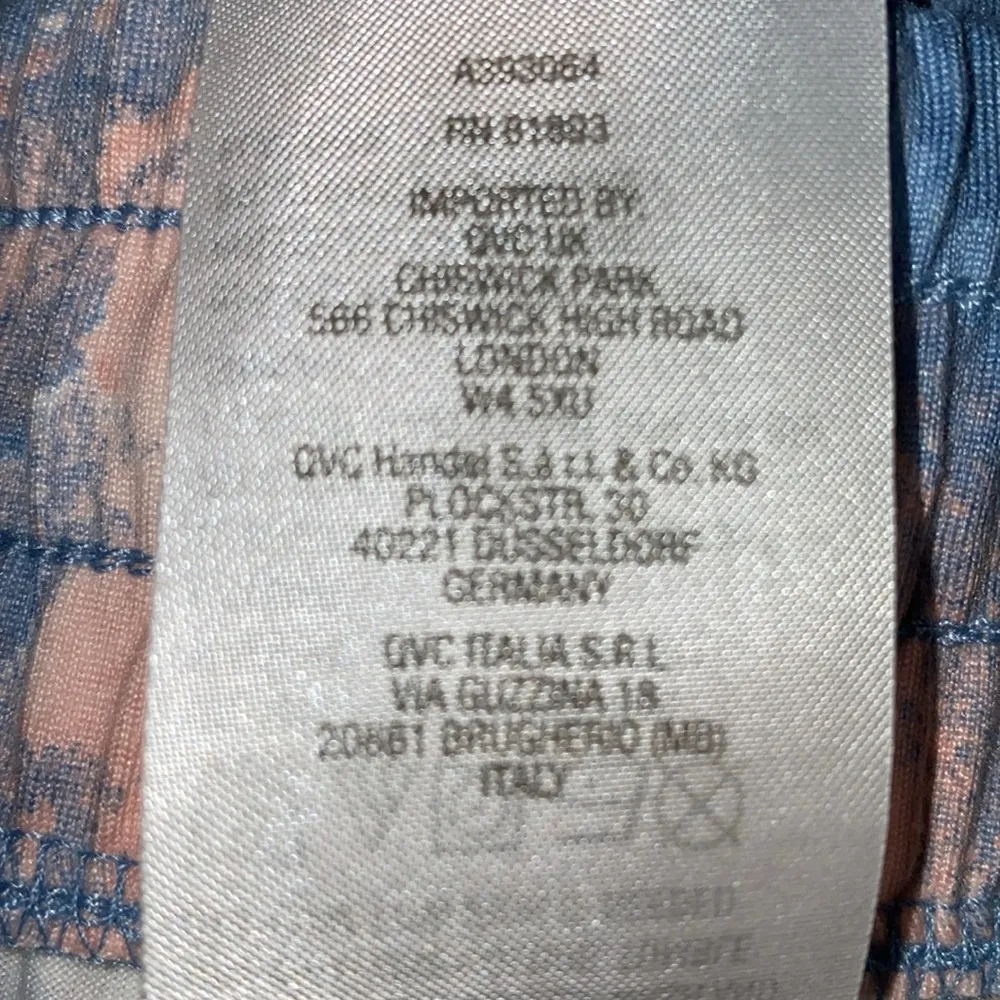 A393064
RN 81893
IMPORTED BY
QVC UK
CHISWICK PARK
566 CHISWICK HIGH ROAD
LONDON
W4 5XU
QVC Handel S.à r.l. & Co. KG
PLOCKSTR. 30
40221 DUSSELDORF
GERMANY
QVC ITALIA S.R.L
VIA GUZZINA 18
20861 BRUGHERIO (MB)
ITALY